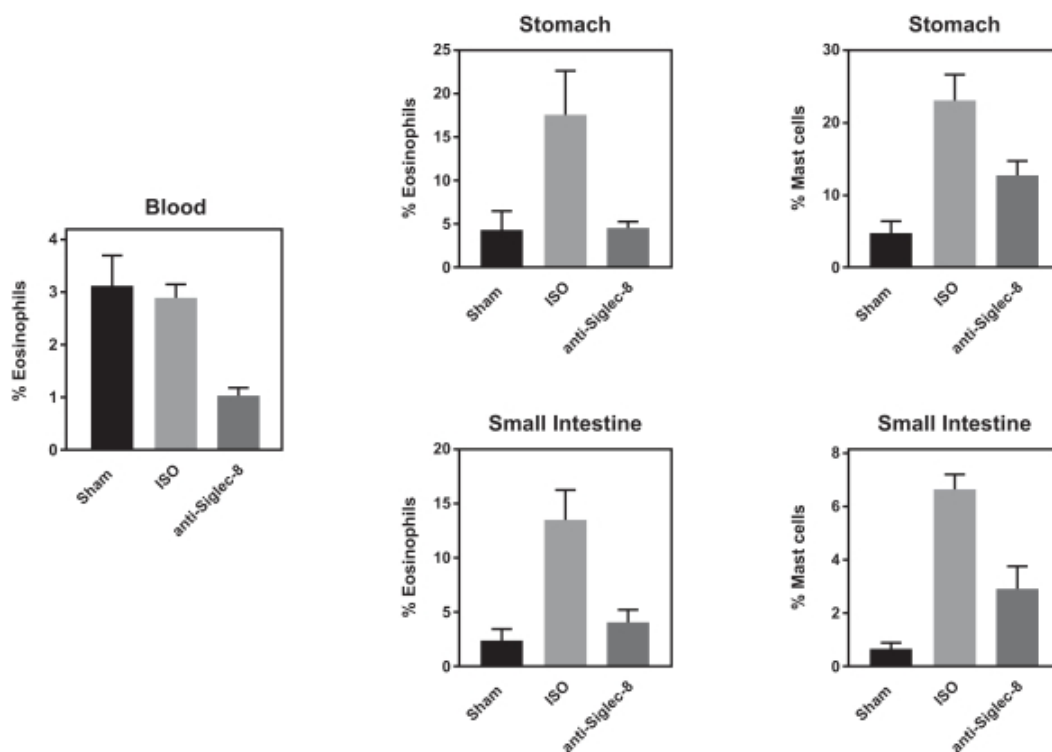 Blood
% Eosinophils
4
3
2
1
0
Sham
ISO
anti-Siglec-8
Stomach
% Eosinophils
25
20
15
10
5
0
Sham
ISO
anti-Siglec-8
Stomach
% Mast cells
30
20
10
0
Sham
ISO
anti-Siglec-8
Small Intestine
% Eosinophils
20
15
10
5
0
Sham
ISO
anti-Siglec-8
Small Intestine
% Mast cells
8
6
4
2
0
Sham
ISO
anti-Siglec-8